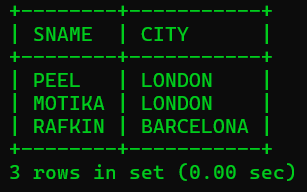 +--------+-----------+
| SNAME  | CITY      |
+--------+-----------+
| PEEL   | LONDON    |
| MOTIKA | LONDON    |
| RAFKIN | BARCELONA |
+--------+-----------+
3 rows in set (0.00 sec)